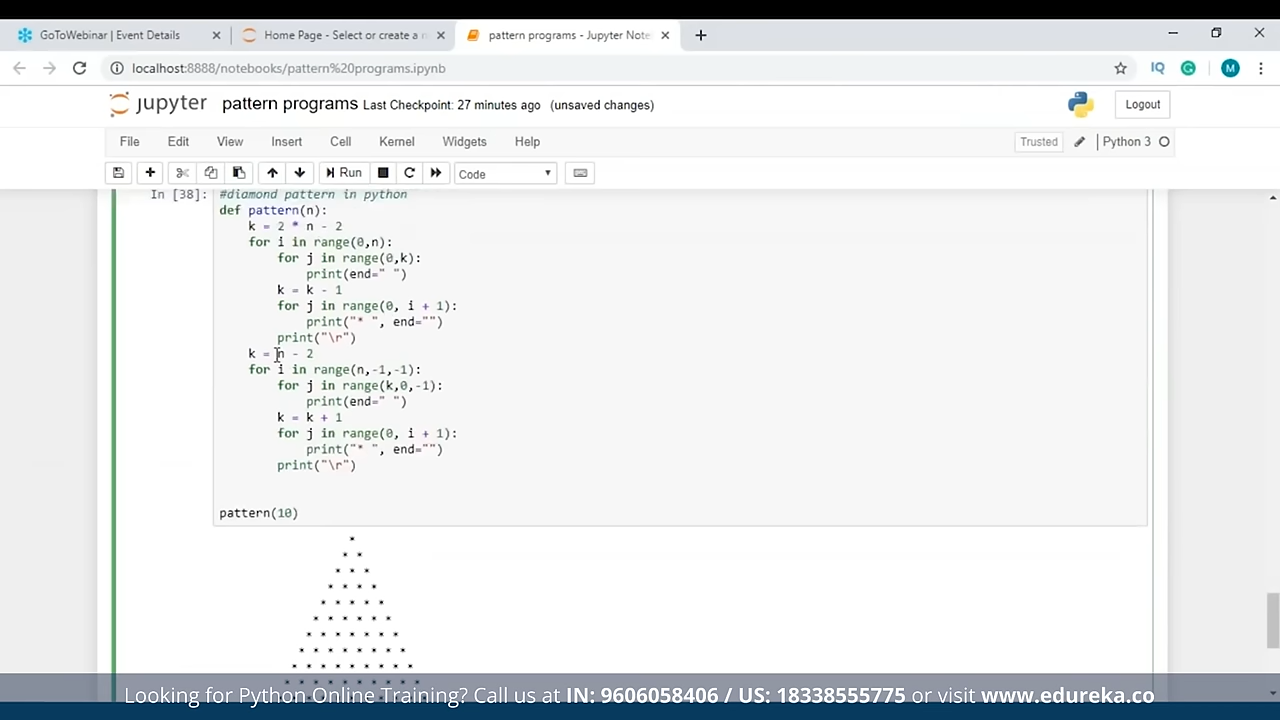 GoToWebinar | Event Details
Home Page - Select or create a n
pattern programs - Jupyter Note
localhost:8888/notebooks/pattern%20programs.ipynb
IQ
G
M
jupyter pattern programs Last Checkpoint: 27 minutes ago (unsaved changes)
Logout
File Edit View Insert Cell Kernel Widgets Help
Trusted
Python 3
Run
Code
In [38]: #diamond pattern in python
def pattern(n):
    k = 2 * n - 2
    for i in range(0,n):
        for j in range(0,k):
            print(end=" ")
        k = k - 1
        for j in range(0, i + 1):
            print("* ", end="")
        print("\r")
    k = n - 2
    for i in range(n,-1,-1):
        for j in range(k,0,-1):
            print(end=" ")
        k = k + 1
        for j in range(0, i + 1):
            print("* ", end="")
        print("\r")
pattern(10)
*
* *
* * *
* * * *
* * * * *
* * * * * *
* * * * * * *
* * * * * * * *
* * * * * * * * *
Looking for Python Online Training? Call us at IN: 9606058406 / US: 18338555775 or visit www.edureka.co